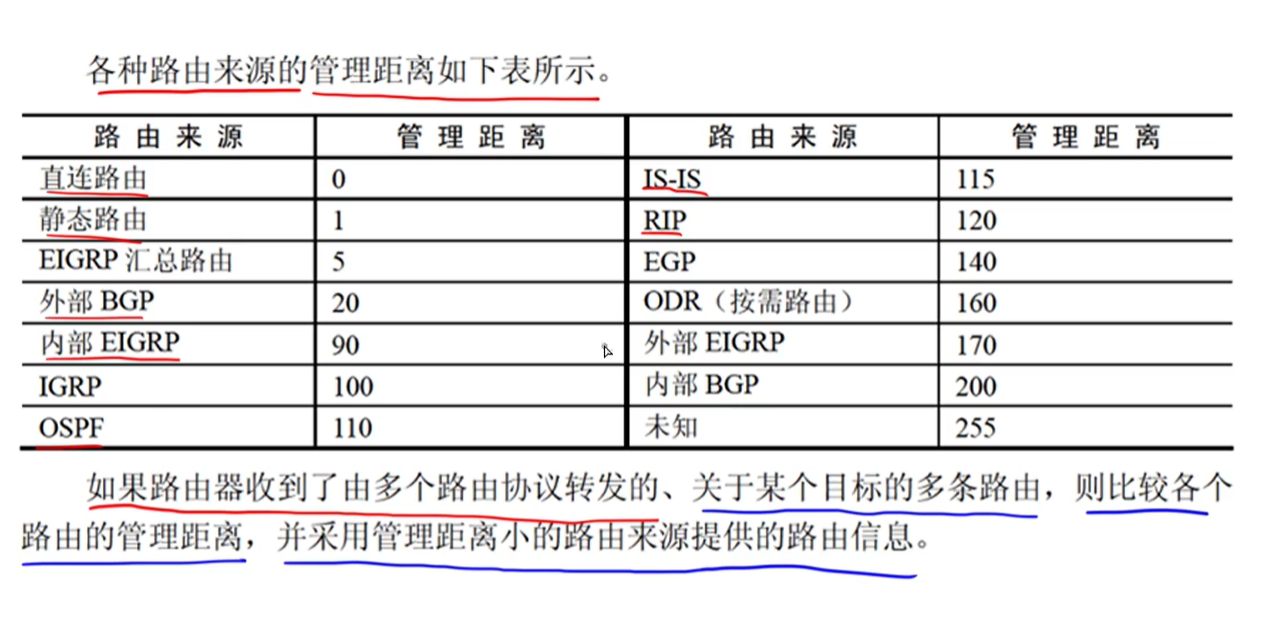 各种路由来源的管理距离如下表所示。
路由来源 管理距离 路由来源 管理距离
直连路由 0 IS-IS 115
静态路由 1 RIP 120
EIGRP 汇总路由 5 EGP 140
外部 BGP 20 ODR（按需路由） 160
内部 EIGRP 90 外部 EIGRP 170
IGRP 100 内部 BGP 200
OSPF 110 未知 255
如果路由器收到了由多个路由协议转发的、关于某个目标的多条路由，则比较各个
路由的管理距离，并采用管理距离小的路由来源提供的路由信息。